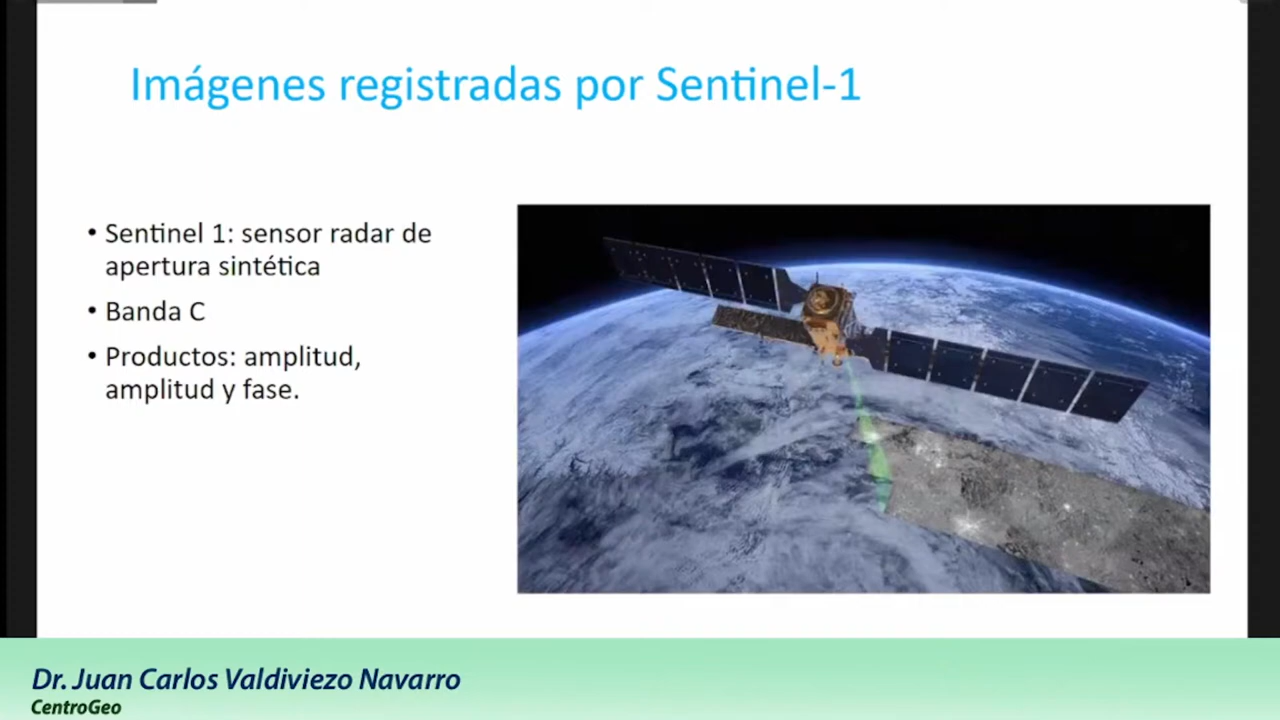 Imágenes registradas por Sentinel-1
• Sentinel 1: sensor radar de
apertura sintética
• Banda C
• Productos: amplitud,
amplitud y fase.
Dr. Juan Carlos Valdiviezo Navarro
CentroGeo